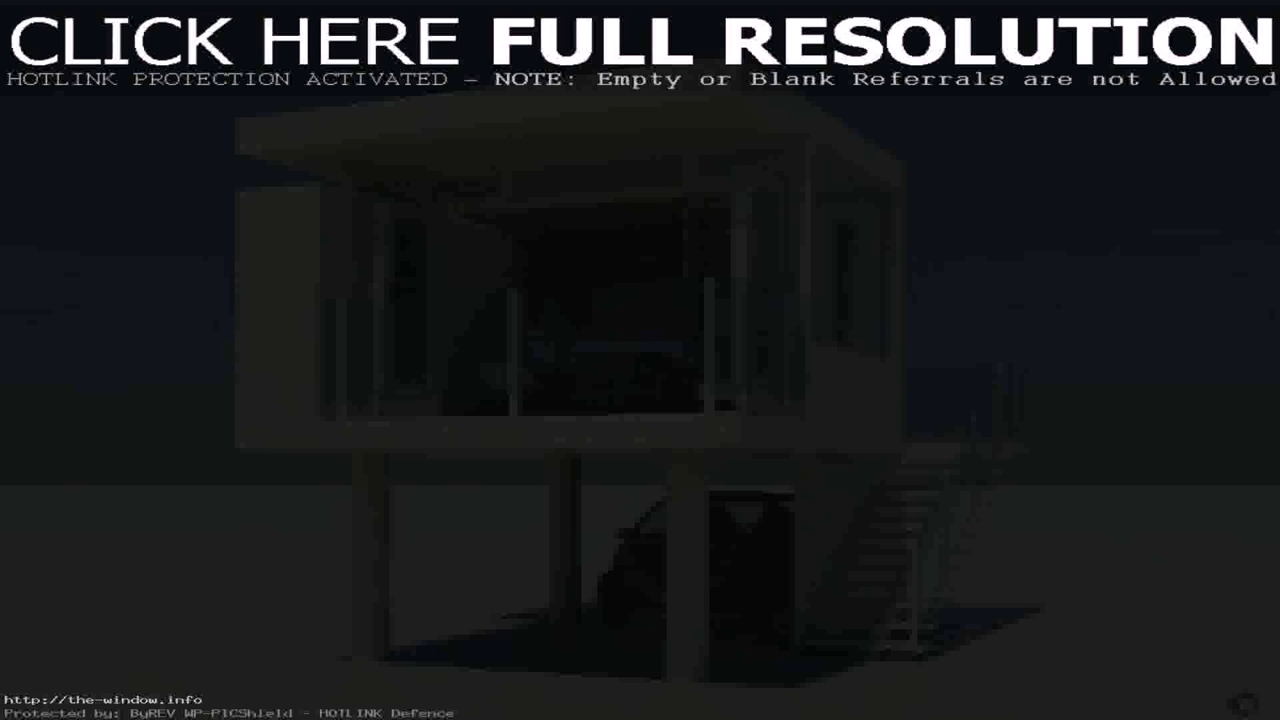 CLICK HERE FULL RESOLUTION
HOTLINK PROTECTION ACTIVATED – NOTE: Empty or Blank Referrals are not Allowed
http://the-window.info
Protected by: ByREV WP-PICShield - HOTLINK Defence